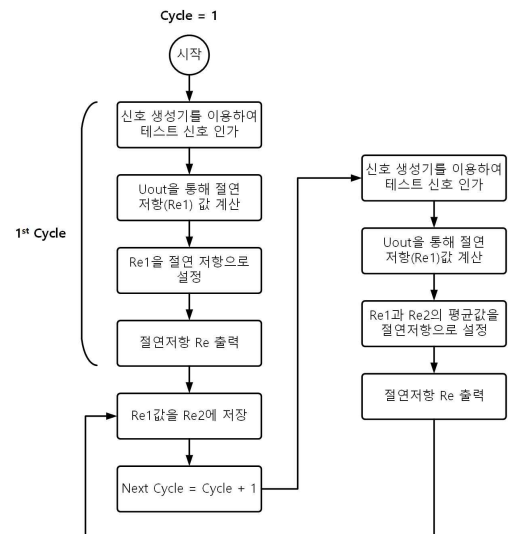 Cycle = 1
시작
신호 생성기를 이용하여
테스트 신호 인가
Uout을 통해 절연
저항(Re1) 값 계산
1st Cycle
Re1을 절연 저항으로
설정
절연저항 Re 출력
Re1값을 Re2에 저장
Next Cycle = Cycle + 1
신호 생성기를 이용하여
테스트 신호 인가
Uout을 통해 절연
저항(Re1)값 계산
Re1과 Re2의 평균값을
절연저항으로 설정
절연저항 Re 출력